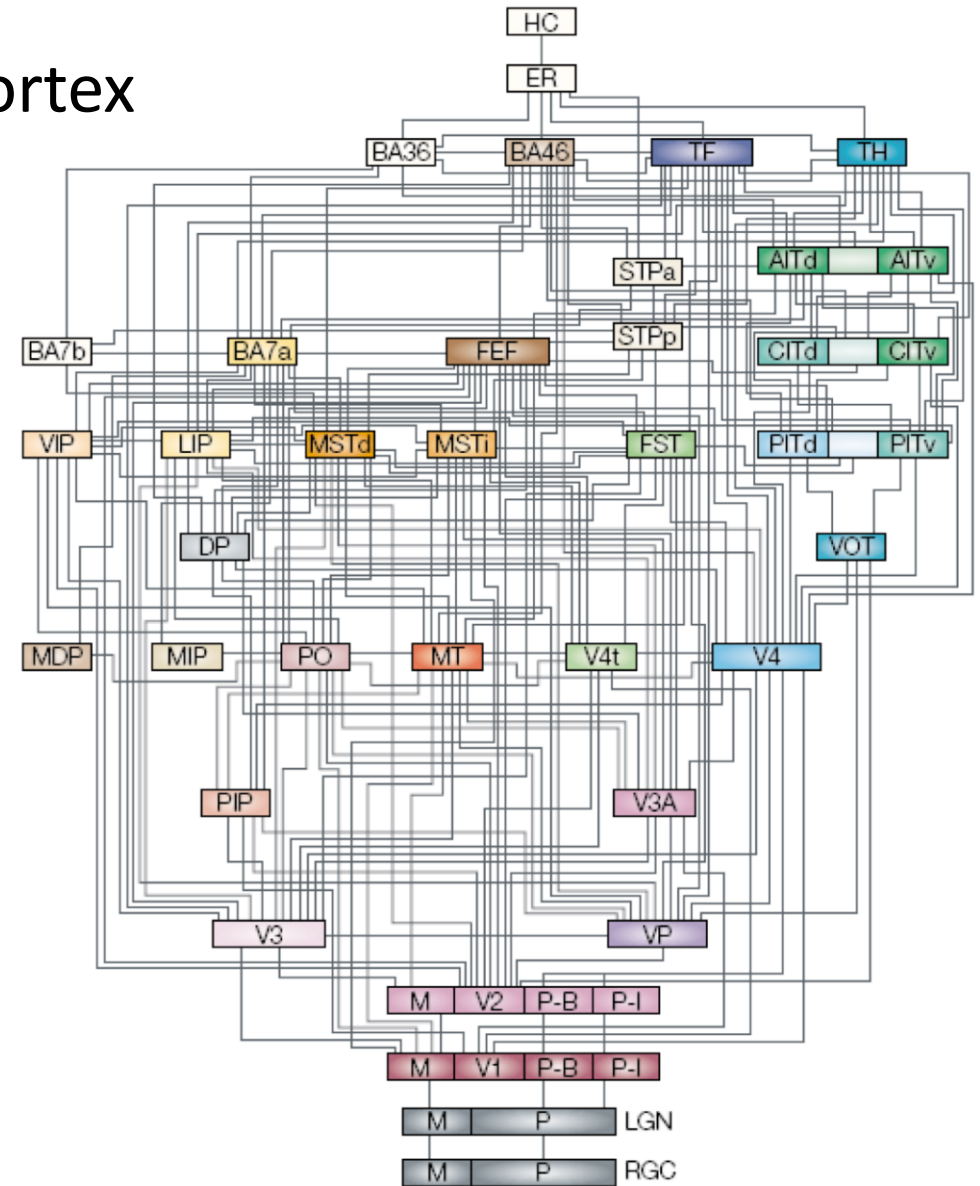 HC
ortex
ER
BA36 BA46 TF TH
STPa AITd AITv
BA7b BA7a FEF STPp CITd CITv
VIP LIP MSTd MSTi FST PITd PITv
DP VOT
MDP MIP PO MT V4t V4
PIP V3A
V3 VP
M V2 P-B P-I
M V1 P-B P-I
M P LGN
M P RGC